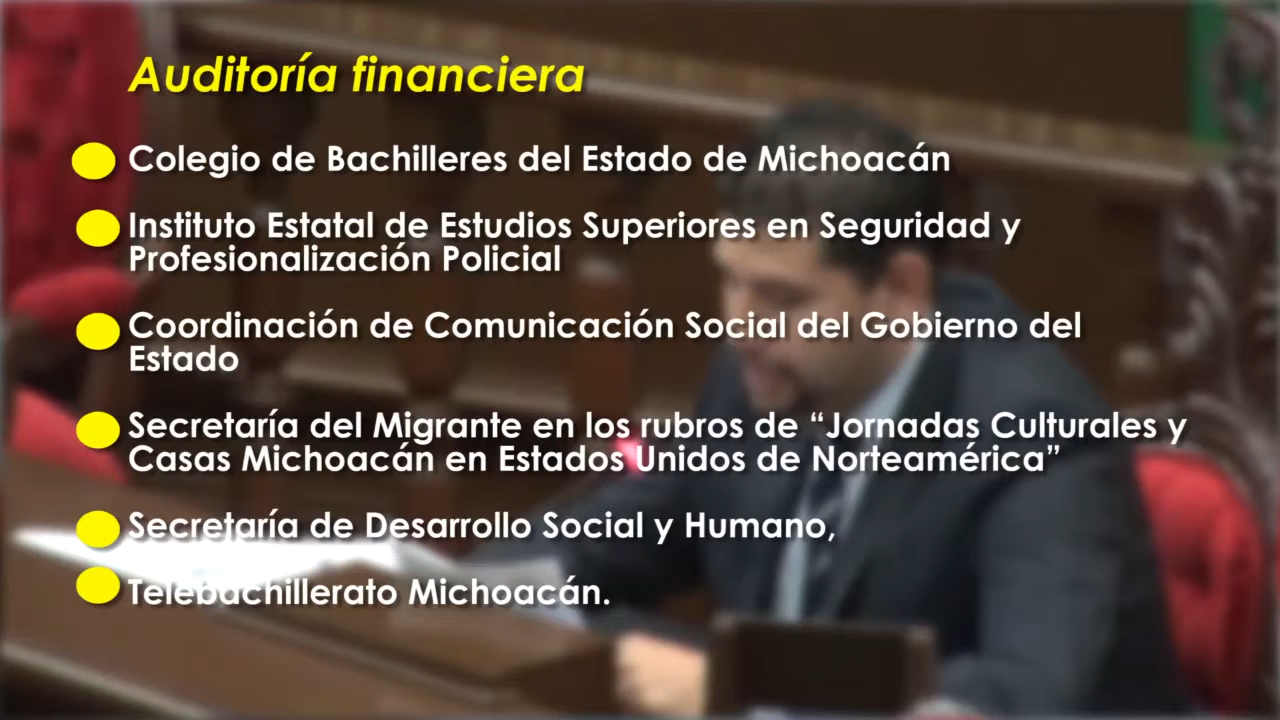 Auditoría financiera
Colegio de Bachilleres del Estado de Michoacán
Instituto Estatal de Estudios Superiores en Seguridad y
Profesionalización Policial
Coordinación de Comunicación Social del Gobierno del
Estado
Secretaría del Migrante en los rubros de “Jornadas Culturales y
Casas Michoacán en Estados Unidos de Norteamérica”
Secretaría de Desarrollo Social y Humano,
Telebachillerato Michoacán.